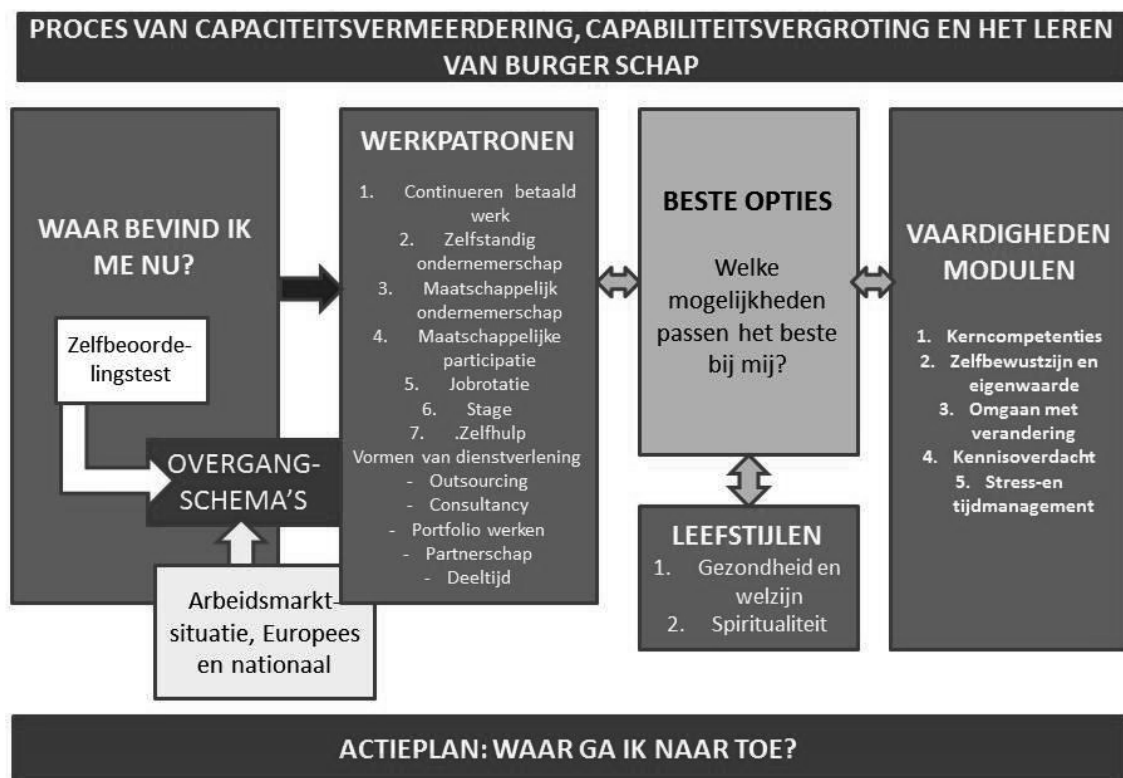 PROCES VAN CAPACITEITSVERMEERDERING, CAPABILITEITSVERGROTING EN HET LEREN
VAN BURGER SCHAP
WAAR BEVIND IK
ME NU?
Zelfbeoorde-
lingstest
OVERGANG-
SCHEMA'S
Arbeidsmarkt-
situatie, Europees
en nationaal
WERKPATRONEN
1. Continueren betaald
werk
2. Zelfstandig
ondernemerschap
3. Maatschappelijk
ondernemerschap
4. Maatschappelijke
participatie
5. Jobrotatie
6. Stage
7. .Zelfhulp
Vormen van dienstverlening
- Outsourcing
- Consultancy
- Portfolio werken
- Partnerschap
- Deeltijd
BESTE OPTIES
Welke
mogelijkheden
passen het beste
bij mij?
LEEFSTIJLEN
1. Gezondheid en
welzijn
2. Spiritualiteit
VAARDIGHEDEN
MODULEN
1. Kerncompetenties
2. Zelfbewustzijn en
eigenwaarde
3. Omgaan met
verandering
4. Kennisoverdacht
5. Stress-en
tijdmanagement
ACTIEPLAN: WAAR GA IK NAAR TOE?